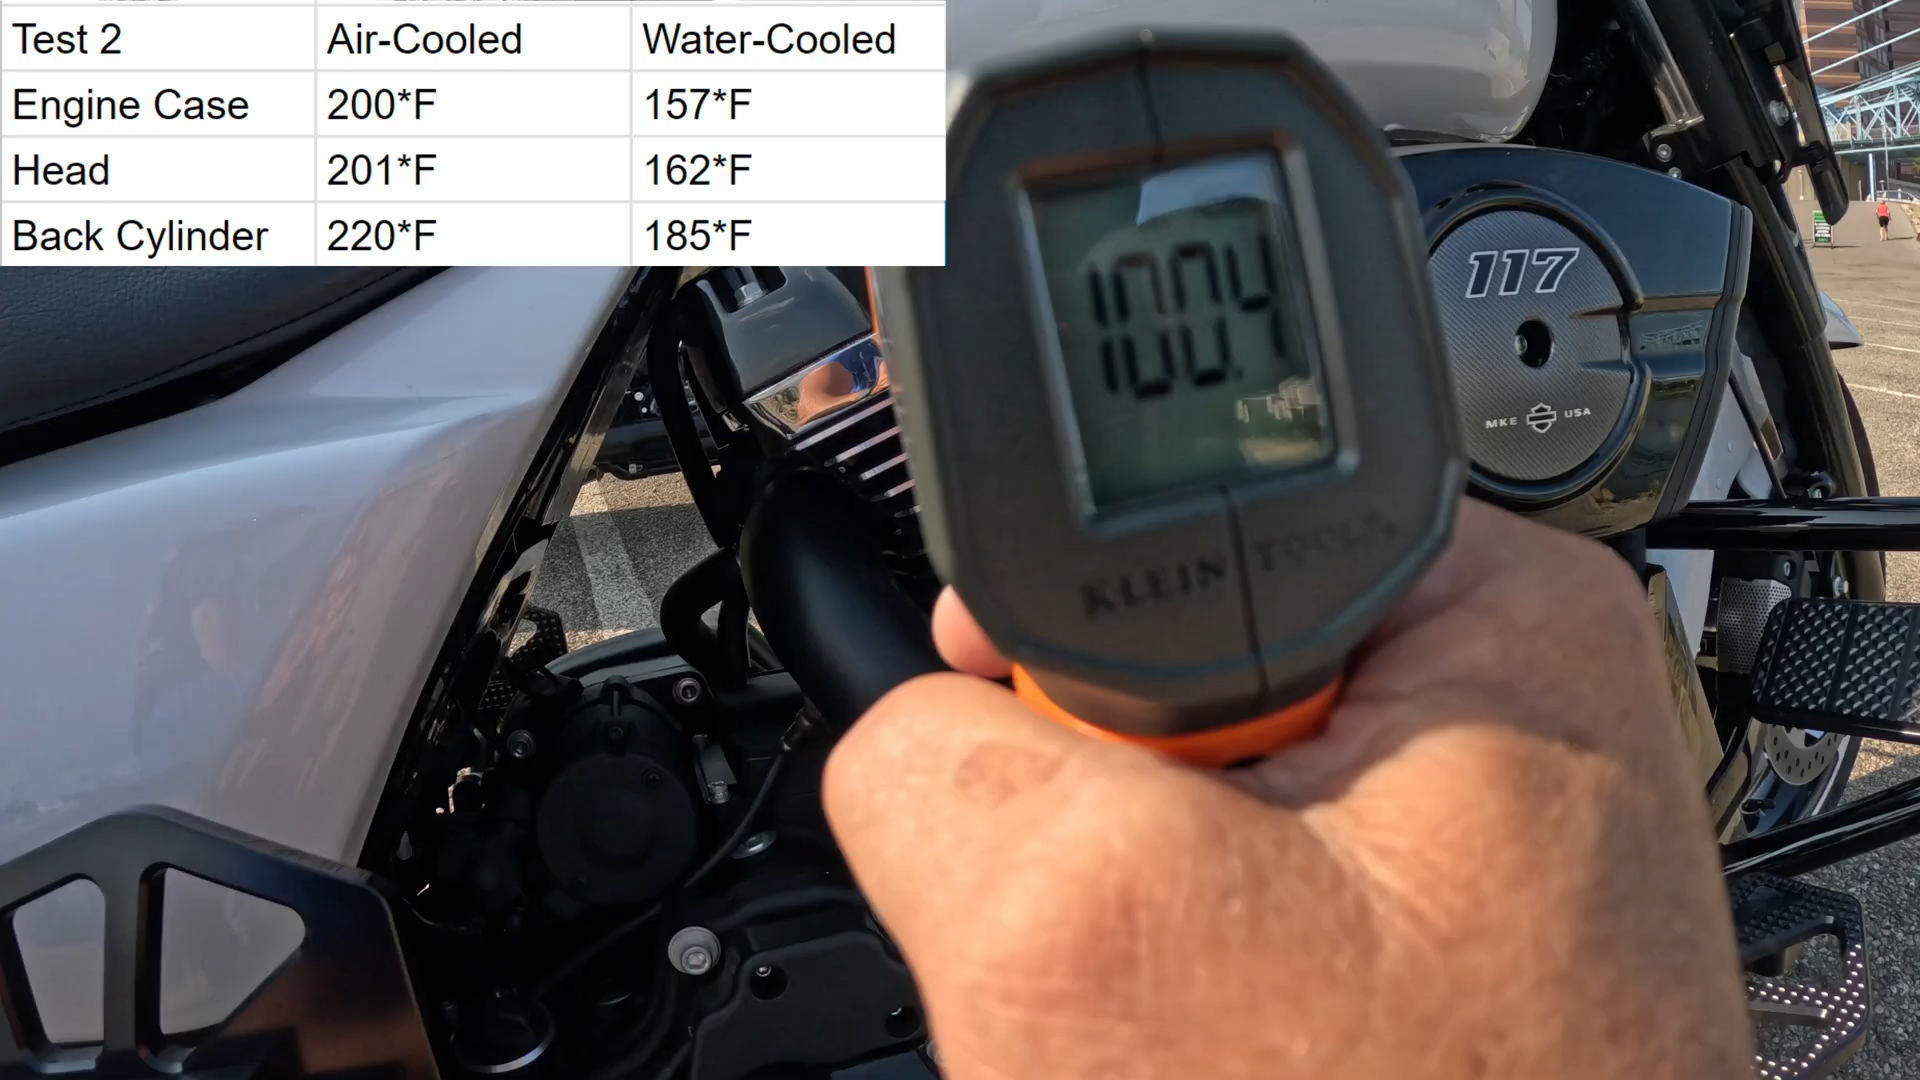 Test 2 Air-Cooled Water-Cooled
Engine Case 200*F 157*F
Head 201*F 162*F
Back Cylinder 220*F 185*F
100.4
KLEIN TOOLS
117
MKE USA